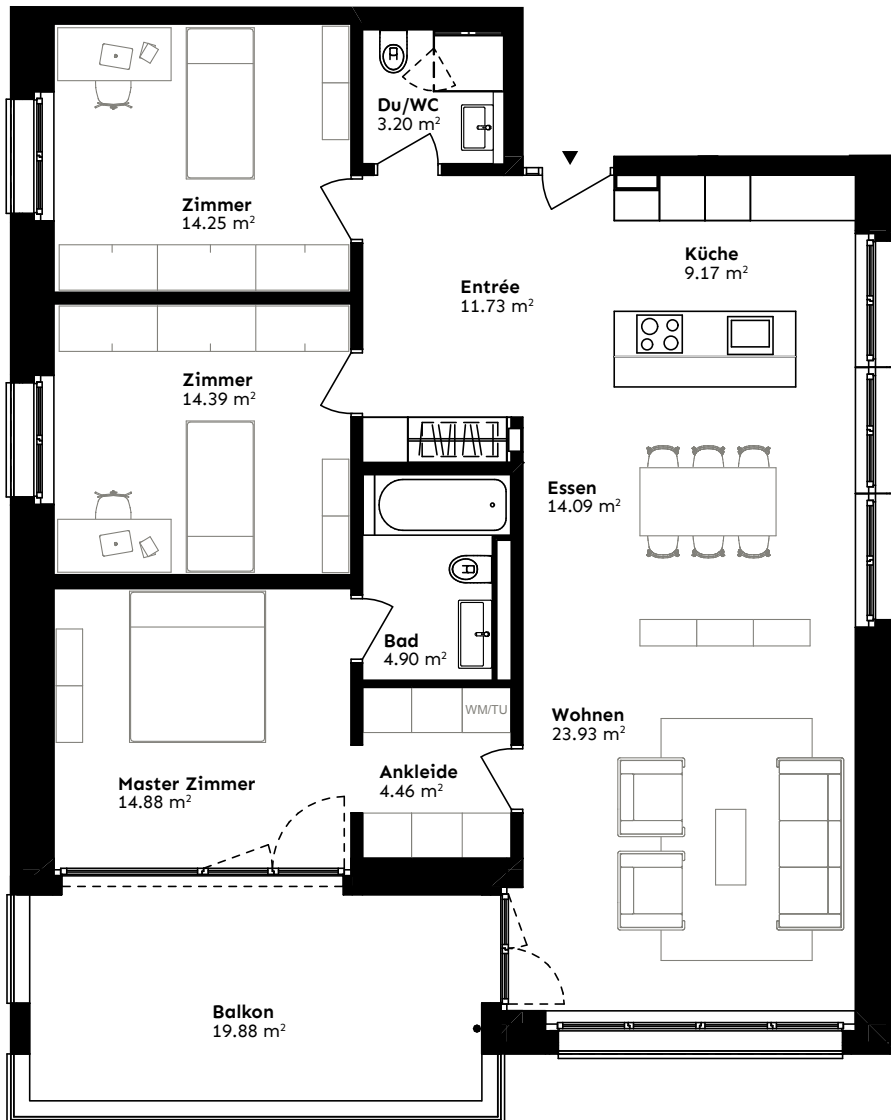 Du/WC
3.20 m²
Zimmer
14.25 m²
Küche
9.17 m²
Entrée
11.73 m²
Zimmer
14.39 m²
Essen
14.09 m²
Bad
4.90 m²
WM/TU
Wohnen
23.93 m²
Ankleide
4.46 m²
Master Zimmer
14.88 m²
Balkon
19.88 m²